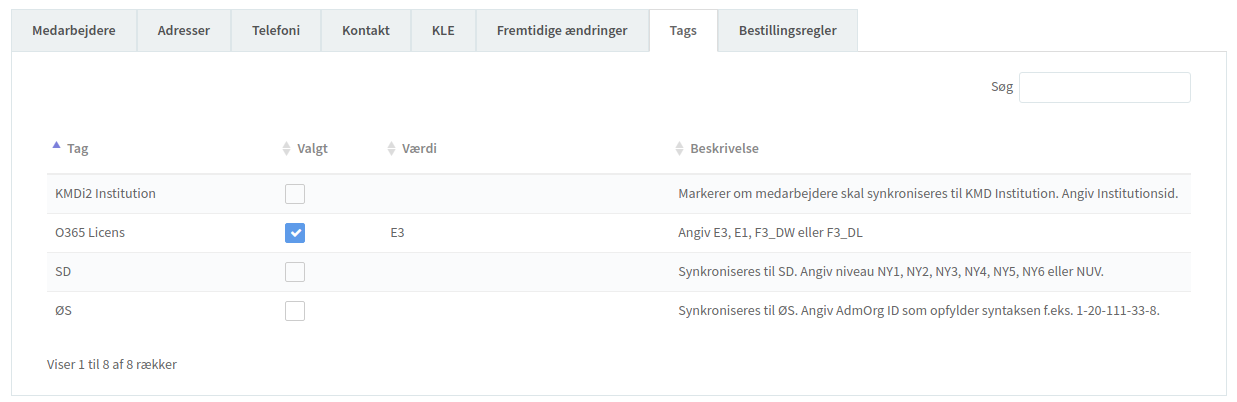 Medarbejdere Adresser Telefoni Kontakt KLE Fremtidige ændringer Tags Bestillingsregler
Søg
Tag Valgt Værdi Beskrivelse
KMDi2 Institution Markerer om medarbejdere skal synkroniseres til KMD Institution. Angiv Institutionsid.
O365 Licens E3 Angiv E3, E1, F3_DW eller F3_DL
SD Synkroniseres til SD. Angiv niveau NY1, NY2, NY3, NY4, NY5, NY6 eller NUV.
ØS Synkroniseres til ØS. Angiv AdmOrg ID som opfylder syntaksen f.eks. 1-20-111-33-8.
Viser 1 til 8 af 8 rækker